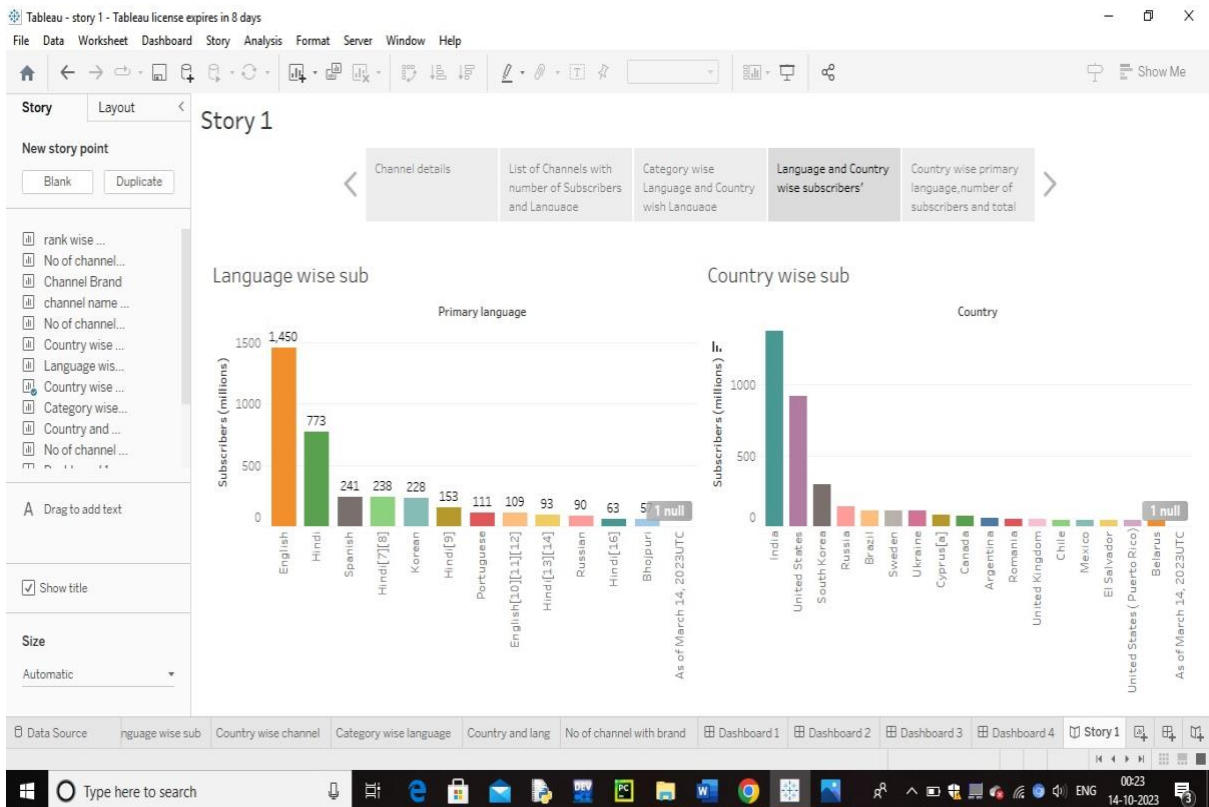 Tableau - story 1 - Tableau license expires in 8 days
File Data Worksheet Dashboard Story Analysis Format Server Window Help
Show Me
Story Layout
New story point
Blank Duplicate
rank wise ...
No of channel...
Channel Brand
channel name ...
No of channel...
Country wise ...
Language wis...
Country wise ...
Category wise...
Country and ...
No of channel ...
A Drag to add text
Show title
Size
Automatic
Story 1
Channel details
List of Channels with
number of Subscribers
and Language
Category wise
Language and Country
wish Language
Language and Country
wise subscribers'
Country wise primary
language,number of
subscribers and total
Language wise sub
Primary language
Subscribers (millions)
1500
1000
500
0
1,450
773
241
238
228
153
111
109
93
90
63
1 null
English
Hindi
Spanish
Hindi[7][8]
Korean
Hindi[9]
Portuguese
English[10][11][12]
Hindi[13][14]
Russian
Hindi[16]
Bhojpuri
As of March 14, 2023UTC
Country wise sub
Country
Subscribers (millions)
1000
500
0
1 null
India
United States
South Korea
Russia
Brazil
Sweden
Ukraine
Cyprus[a]
Canada
Argentina
Romania
United Kingdom
Chile
Mexico
El Salvador
United States ( Puerto Rico)
Belarus
As of March 14, 2023UTC
Data Source nguage wise sub Country wise channel Category wise language Country and lang No of channel with brand Dashboard 1 Dashboard 2 Dashboard 3 Dashboard 4 Story 1
Type here to search
ENG
00:23
14-10-2023